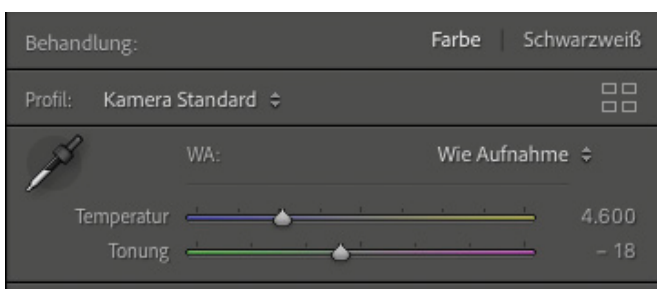 Behandlung: Farbe Schwarzweiß
Profil: Kamera Standard
WA: Wie Aufnahme
Temperatur 4.600
Tonung - 18